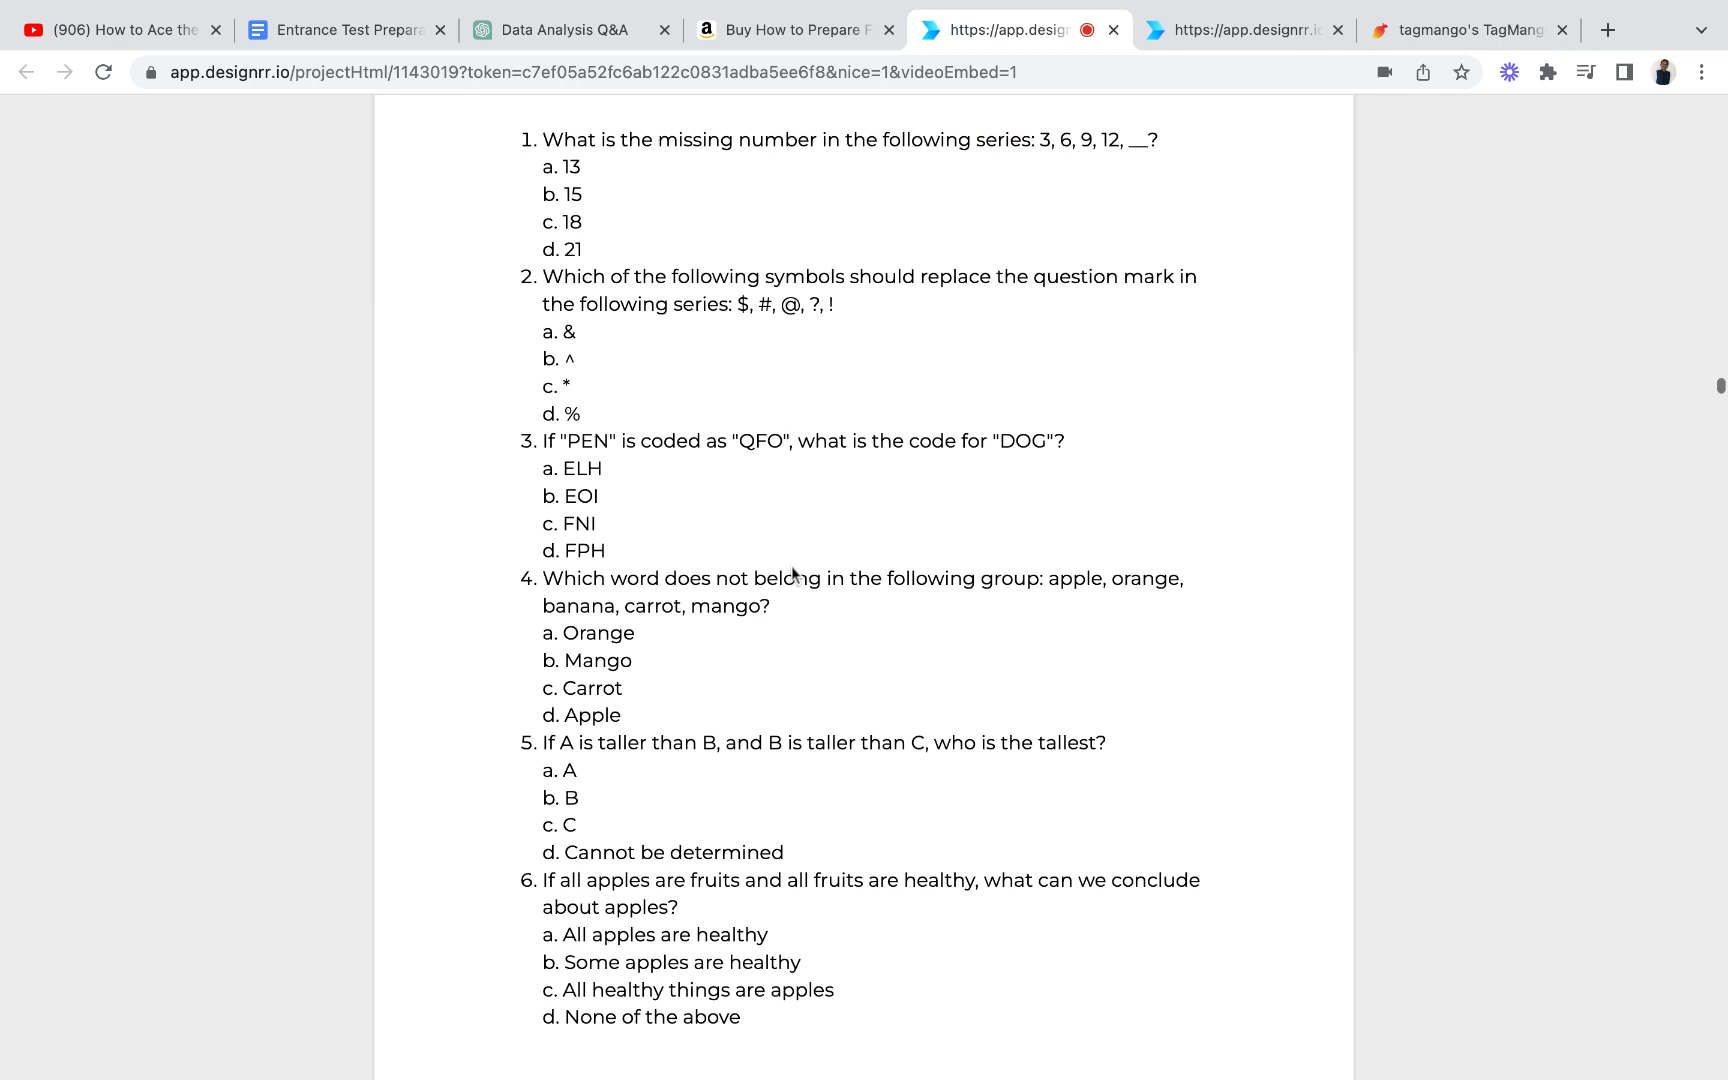 (906) How to Ace the
Entrance Test Prepara
Data Analysis Q&A
Buy How to Prepare F
https://app.design
https://app.designrr.io
tagmango's TagMang
app.designrr.io/projectHtml/1143019?token=c7ef05a52fc6ab122c0831adba5ee6f8&nice=1&videoEmbed=1
1. What is the missing number in the following series: 3, 6, 9, 12, __?
a. 13
b. 15
c. 18
d. 21
2. Which of the following symbols should replace the question mark in
the following series: $, #, @, ?, !
a. &
b. ^
c. *
d. %
3. If "PEN" is coded as "QFO", what is the code for "DOG"?
a. ELH
b. EOI
c. FNI
d. FPH
4. Which word does not belong in the following group: apple, orange,
banana, carrot, mango?
a. Orange
b. Mango
c. Carrot
d. Apple
5. If A is taller than B, and B is taller than C, who is the tallest?
a. A
b. B
c. C
d. Cannot be determined
6. If all apples are fruits and all fruits are healthy, what can we conclude
about apples?
a. All apples are healthy
b. Some apples are healthy
c. All healthy things are apples
d. None of the above